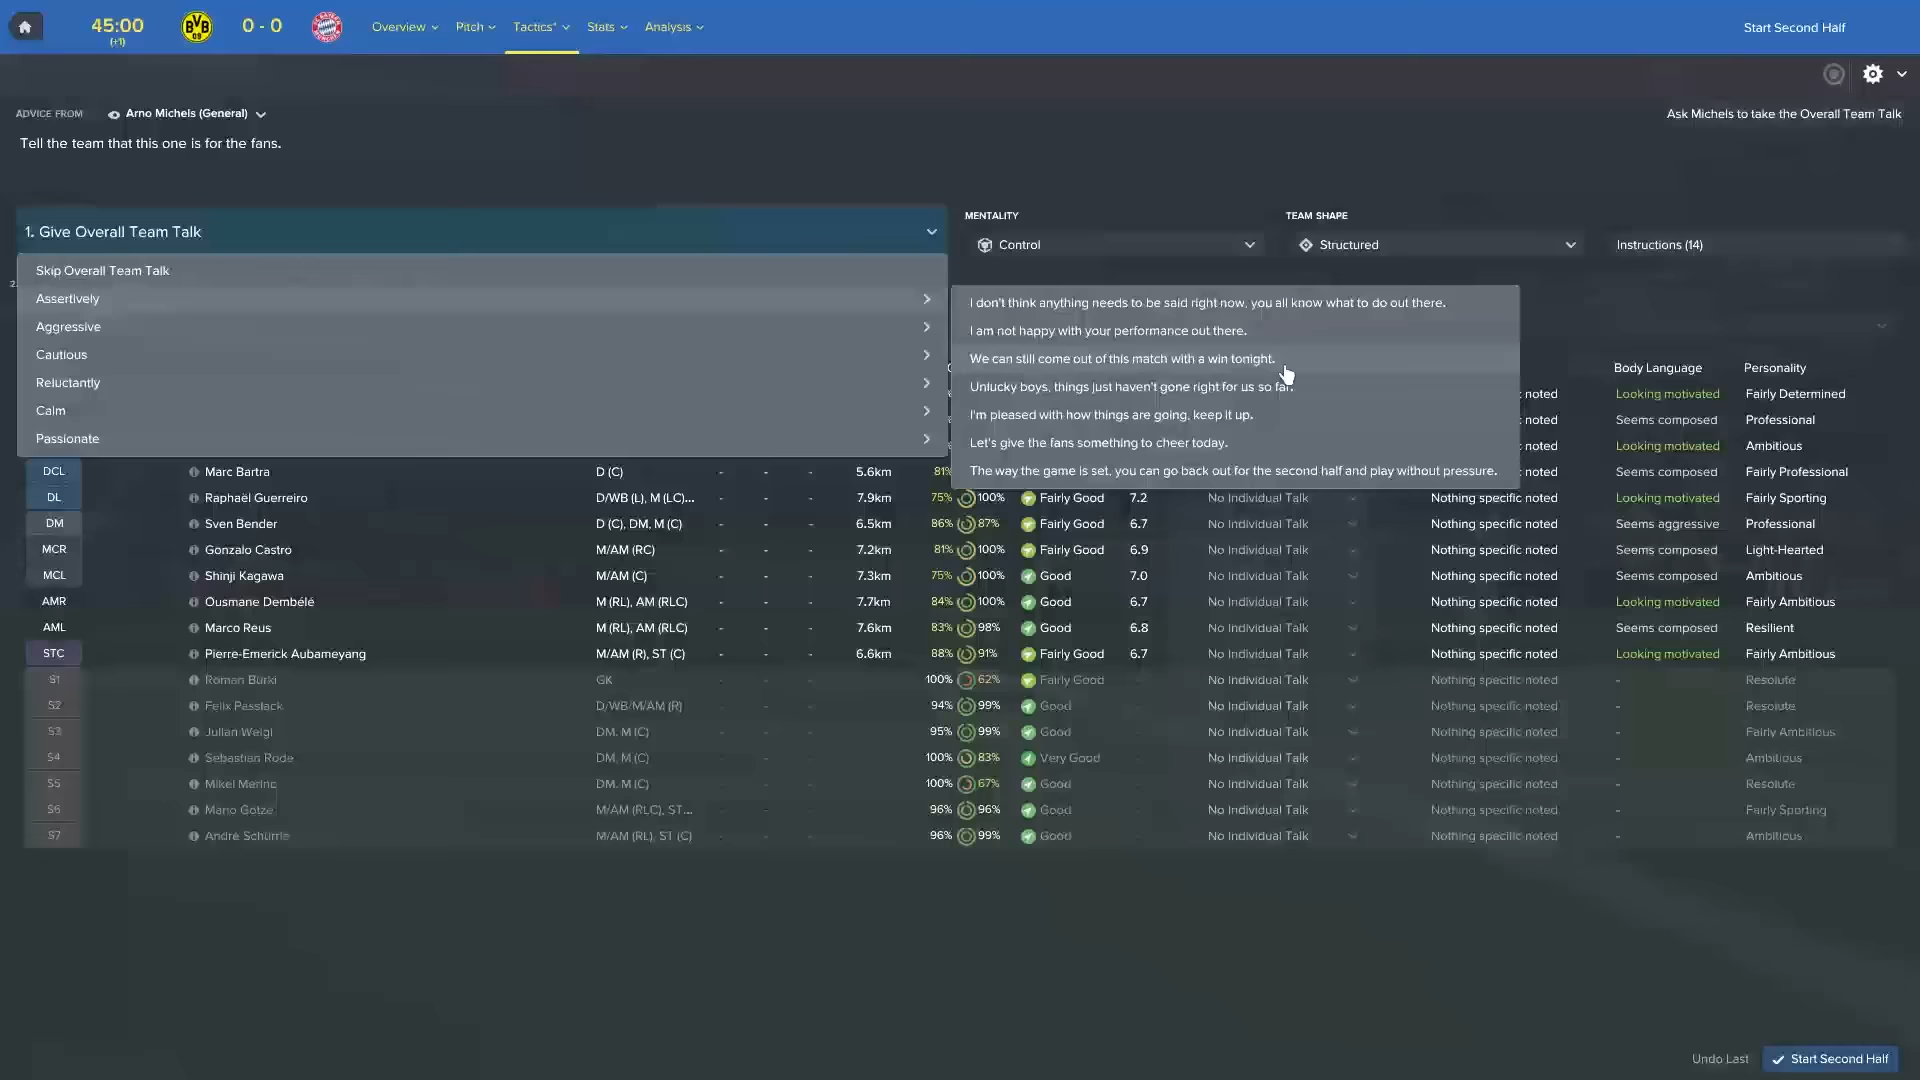 45:00
(+1)
BVB
09
0 - 0
Overview
Pitch
Tactics*
Stats
Analysis
Start Second Half
ADVICE FROM
Arno Michels (General)
Ask Michels to take the Overall Team Talk
Tell the team that this one is for the fans.
1. Give Overall Team Talk
MENTALITY
Control
TEAM SHAPE
Structured
Instructions (14)
Skip Overall Team Talk
2.
Assertively
Aggressive
Cautious
Reluctantly
Calm
Passionate
I don't think anything needs to be said right now, you all know what to do out there.
I am not happy with your performance out there.
We can still come out of this match with a win tonight.
Unlucky boys, things just haven't gone right for us so far.
I'm pleased with how things are going, keep it up.
Let's give the fans something to cheer today.
The way the game is set, you can go back out for the second half and play without pressure.
Body Language Personality
noted Looking motivated Fairly Determined
noted Seems composed Professional
noted Looking motivated Ambitious
DCL Marc Bartra D (C) - - - 5.6km 81% noted Seems composed Fairly Professional
DL Raphaël Guerreiro D/WB (L), M (LC)... - - - 7.9km 75% 100% Fairly Good 7.2 No Individual Talk Nothing specific noted Looking motivated Fairly Sporting
DM Sven Bender D (C), DM, M (C) - - - 6.5km 86% 87% Fairly Good 6.7 No Individual Talk Nothing specific noted Seems aggressive Professional
MCR Gonzalo Castro M/AM (RC) - - - 7.2km 81% 100% Fairly Good 6.9 No Individual Talk Nothing specific noted Seems composed Light-Hearted
MCL Shinji Kagawa M/AM (C) - - - 7.3km 75% 100% Good 7.0 No Individual Talk Nothing specific noted Seems composed Ambitious
AMR Ousmane Dembélé M (RL), AM (RLC) - - - 7.7km 84% 100% Good 6.7 No Individual Talk Nothing specific noted Looking motivated Fairly Ambitious
AML Marco Reus M (RL), AM (RLC) - - - 7.6km 83% 98% Good 6.8 No Individual Talk Nothing specific noted Seems composed Resilient
STC Pierre-Emerick Aubameyang M/AM (R), ST (C) - - - 6.6km 88% 91% Fairly Good 6.7 No Individual Talk Nothing specific noted Looking motivated Fairly Ambitious
S1 Roman Bürki GK 100% 62% Fairly Good - No Individual Talk Nothing specific noted - Resolute
S2 Felix Passlack D/WB/M/AM (R) 94% 99% Good - No Individual Talk Nothing specific noted - Resolute
S3 Julian Weigl DM, M (C) 95% 99% Good - No Individual Talk Nothing specific noted - Fairly Ambitious
S4 Sebastian Rode DM, M (C) 100% 83% Very Good - No Individual Talk Nothing specific noted - Ambitious
S5 Mikel Merino DM, M (C) 100% 67% Good - No Individual Talk Nothing specific noted - Resolute
S6 Mario Götze M/AM (RLC), ST... 96% 96% Good - No Individual Talk Nothing specific noted - Fairly Sporting
S7 André Schürrle M/AM (RL), ST (C) 96% 99% Good - No Individual Talk Nothing specific noted - Ambitious
Undo Last
Start Second Half